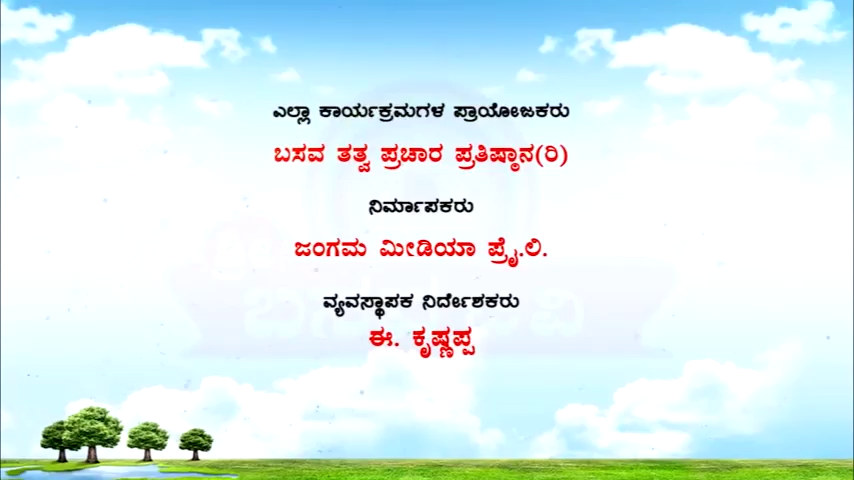 ಎಲ್ಲಾ ಕಾರ್ಯಕ್ರಮಗಳ ಪ್ರಾಯೋಜಕರು
ಬಸವ ತತ್ವ ಪ್ರಚಾರ ಪ್ರತಿಷ್ಠಾನ(ರಿ)
ನಿರ್ಮಾಪಕರು
ಜಂಗಮ ಮೀಡಿಯಾ ಪ್ರೈ.ಲಿ.
ವ್ಯವಸ್ಥಾಪಕ ನಿರ್ದೇಶಕರು
ಈ. ಕೃಷ್ಣಪ್ಪ